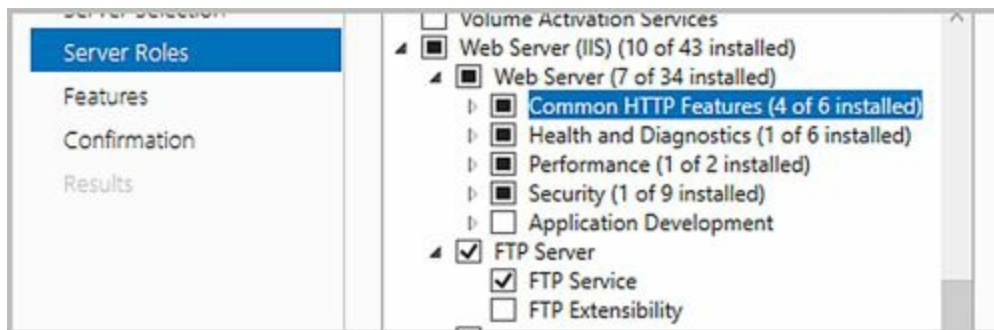 Server Selection
Server Roles
Features
Confirmation
Results
Volume Activation Services
Web Server (IIS) (10 of 43 installed)
Web Server (7 of 34 installed)
Common HTTP Features (4 of 6 installed)
Health and Diagnostics (1 of 6 installed)
Performance (1 of 2 installed)
Security (1 of 9 installed)
Application Development
FTP Server
FTP Service
FTP Extensibility